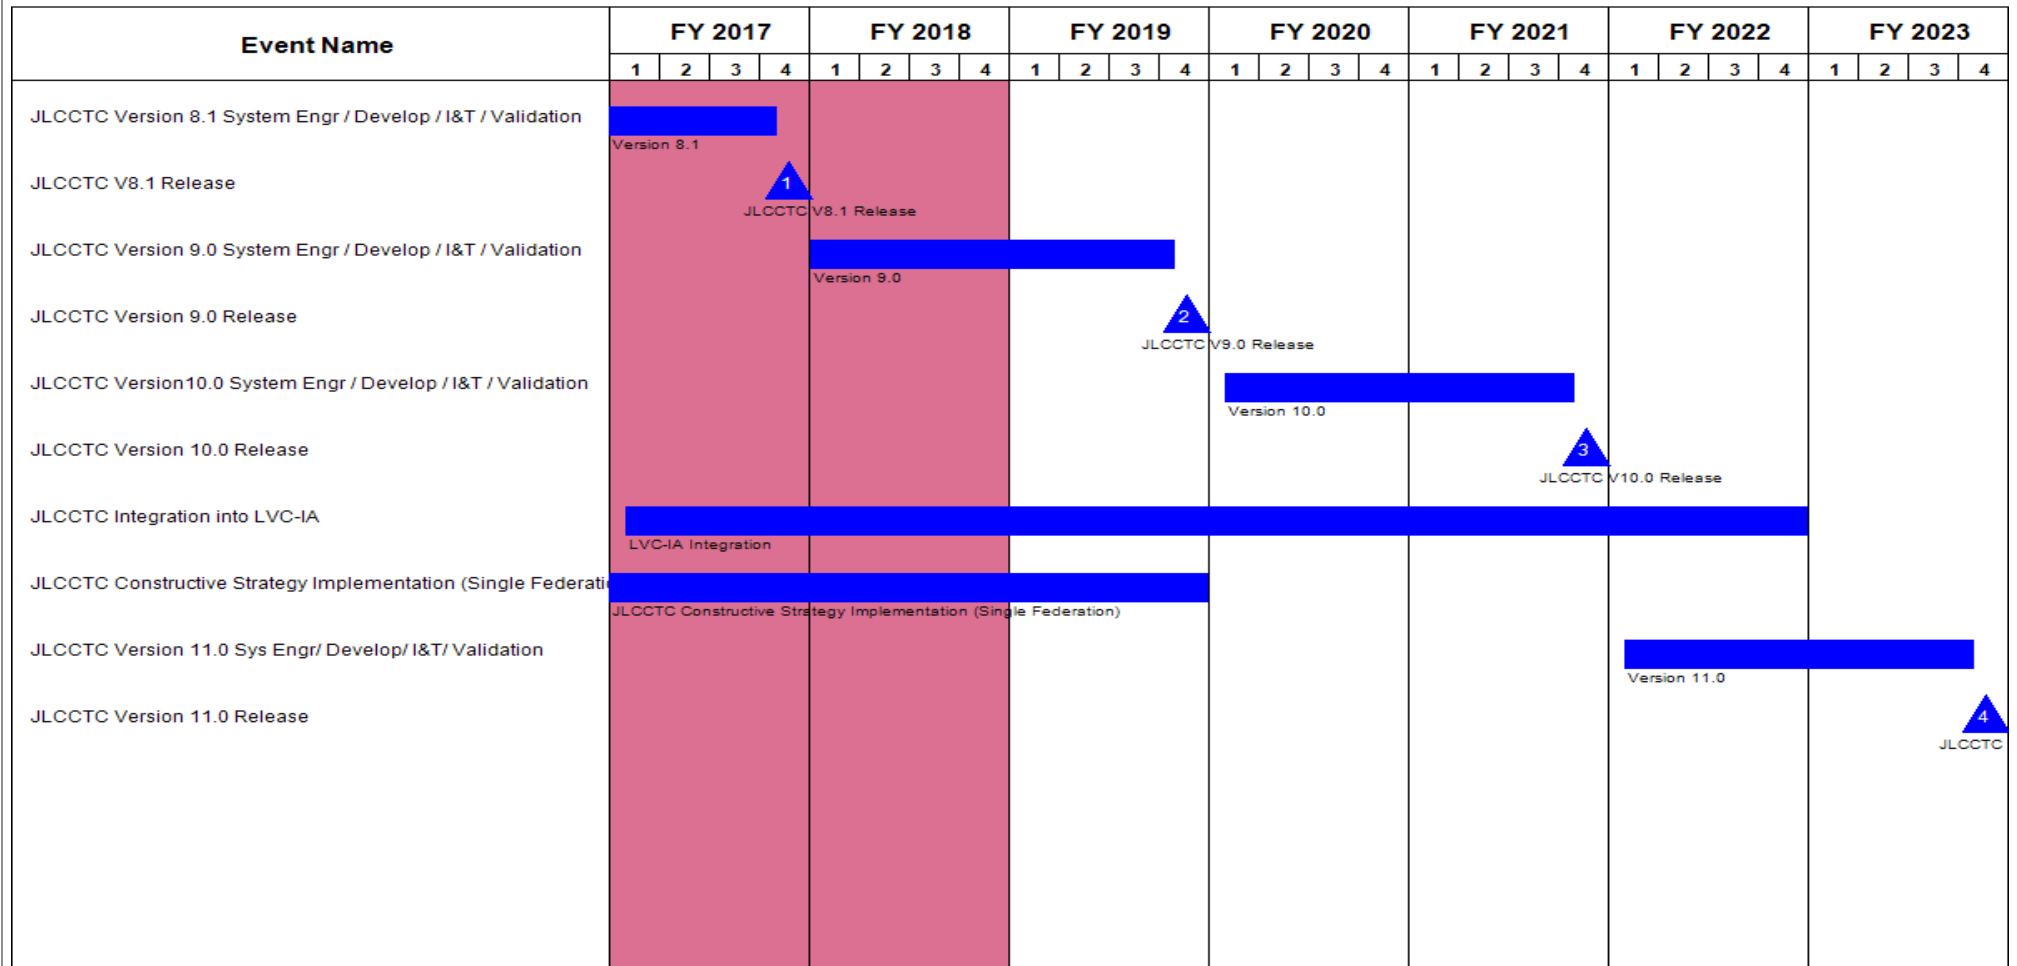 Event Name
FY 2017 FY 2018 FY 2019 FY 2020 FY 2021 FY 2022 FY 2023
1 2 3 4 1 2 3 4 1 2 3 4 1 2 3 4 1 2 3 4 1 2 3 4 1 2 3 4
JLCCTC Version 8.1 System Engr / Develop / I&T / Validation
Version 8.1
JLCCTC V8.1 Release
1
JLCCTC V8.1 Release
JLCCTC Version 9.0 System Engr / Develop / I&T / Validation
Version 9.0
JLCCTC Version 9.0 Release
2
JLCCTC V9.0 Release
JLCCTC Version10.0 System Engr / Develop / I&T / Validation
Version 10.0
JLCCTC Version 10.0 Release
3
JLCCTC V10.0 Release
JLCCTC Integration into LVC-IA
LVC-IA Integration
JLCCTC Constructive Strategy Implementation (Single Federati
JLCCTC Constructive Strategy Implementation (Single Federation)
JLCCTC Version 11.0 Sys Engr/ Develop/ I&T/ Validation
Version 11.0
JLCCTC Version 11.0 Release
4
JLCCTC